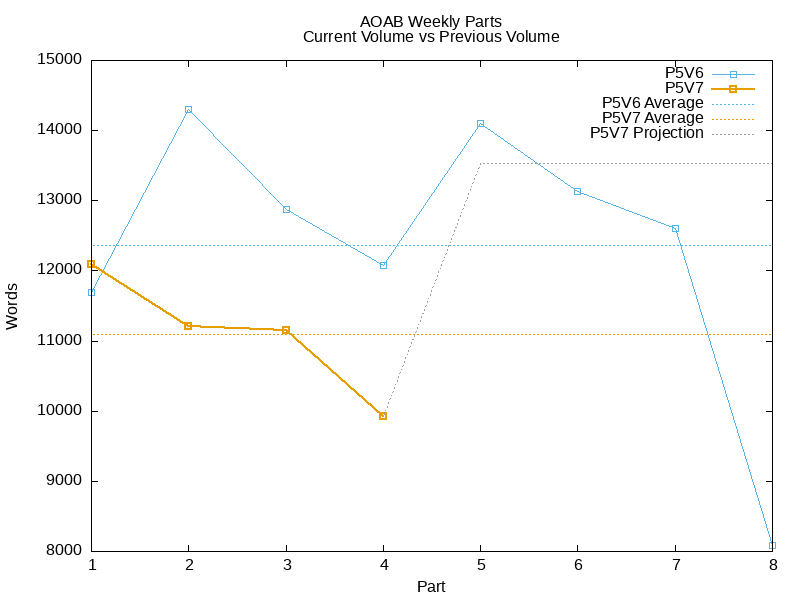 AOAB Weekly Parts
Current Volume vs Previous Volume
15000
14000
13000
12000
11000
10000
9000
8000
Words
P5V6
P5V7
P5V6 Average
P5V7 Average
P5V7 Projection
1 2 3 4 5 6 7 8
Part